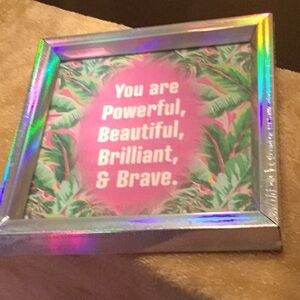 You are
Powerful,
Beautiful,
Brilliant,
& Brave.